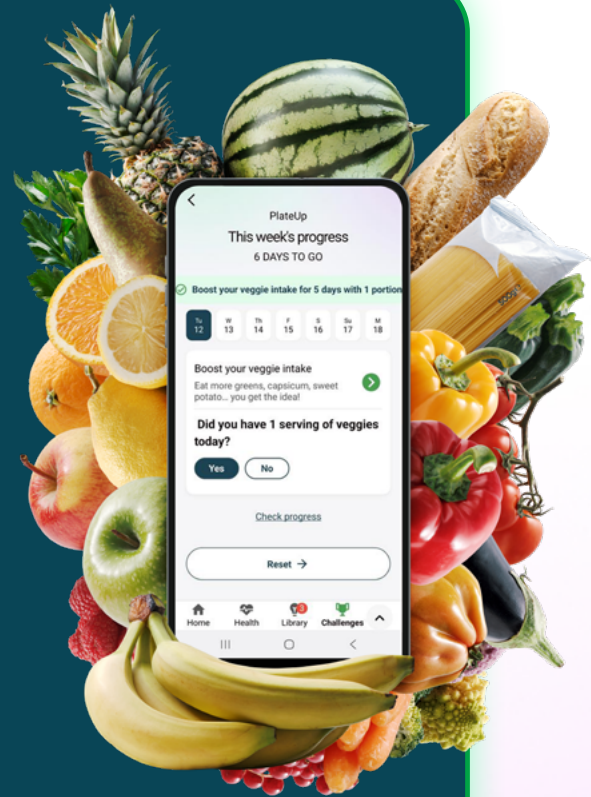 PlateUp
This week's progress
6 DAYS TO GO
Boost your veggie intake for 5 days with 1 portion
Tu W Th F S Su M
12 13 14 15 16 17 18
Boost your veggie intake
Eat more greens, capsicum, sweet
potato... you get the idea!
Did you have 1 serving of veggies
today?
Yes No
Check progress
Reset →
3
Home Health Library Challenges